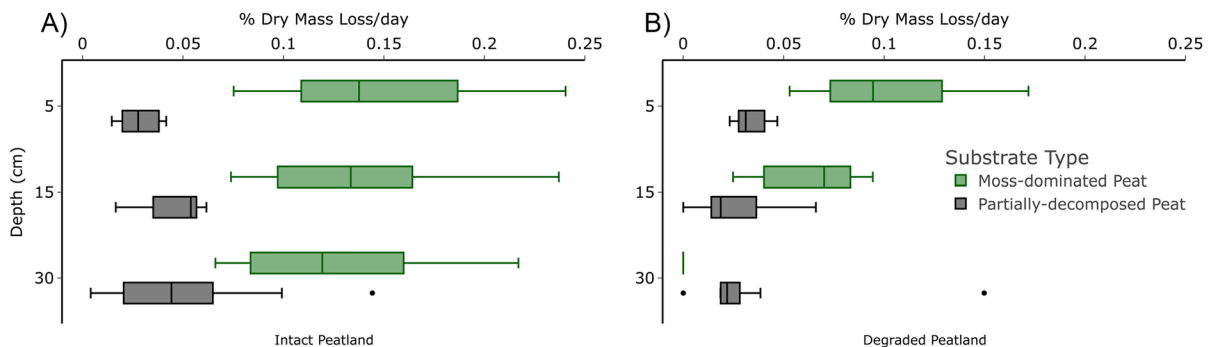 A)
% Dry Mass Loss/day
0 0.05 0.1 0.15 0.2 0.25
Depth (cm)
5
15
30
Intact Peatland
B)
% Dry Mass Loss/day
0 0.05 0.1 0.15 0.2 0.25
5
15
30
Substrate Type
Moss-dominated Peat
Partially-decomposed Peat
Degraded Peatland